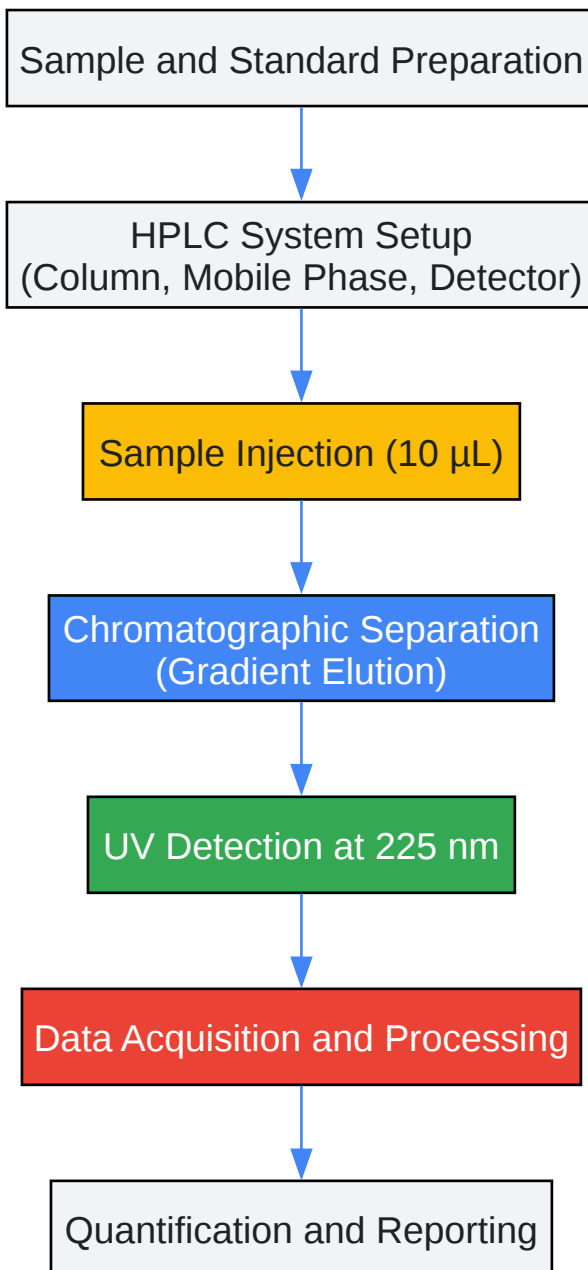 Sample and Standard Preparation
HPLC System Setup
(Column, Mobile Phase, Detector)
Sample Injection (10 µL)
Chromatographic Separation
(Gradient Elution)
UV Detection at 225 nm
Data Acquisition and Processing
Quantification and Reporting